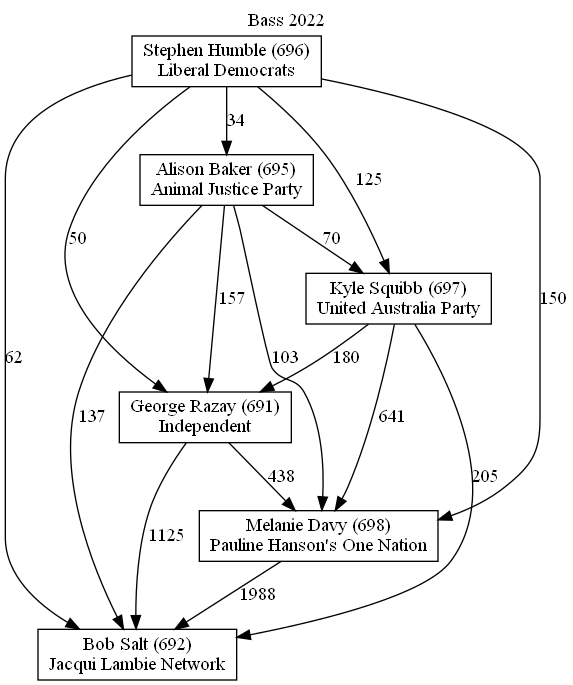 Bass 2022
Stephen Humble (696)
Liberal Democrats
34
Alison Baker (695)
Animal Justice Party
125
50
70
Kyle Squibb (697)
United Australia Party
157
150
62
103
180
137
George Razay (691)
Independent
641
438
205
Melanie Davy (698)
Pauline Hanson's One Nation
1125
1988
Bob Salt (692)
Jacqui Lambie Network